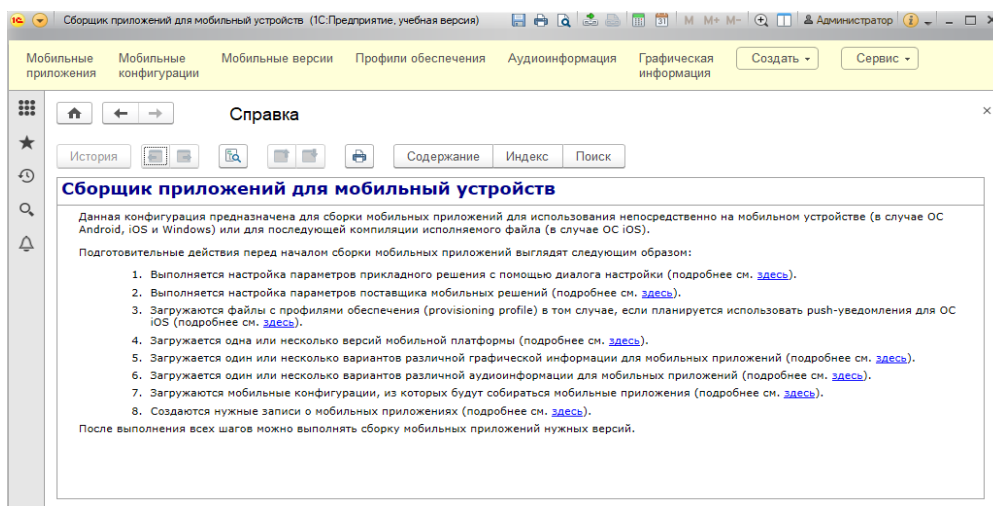 1С Сборщик приложений для мобильный устройств (1С:Предприятие, учебная версия) 31 M M+ M- Администратор i
Мобильные приложения Мобильные конфигурации Мобильные версии Профили обеспечения Аудиоинформация Графическая информация Создать Сервис
Справка
История Содержание Индекс Поиск
Сборщик приложений для мобильный устройств
Данная конфигурация предназначена для сборки мобильных приложений для использования непосредственно на мобильном устройстве (в случае ОС
Android, iOS и Windows) или для последующей компиляции исполняемого файла (в случае ОС iOS).
Подготовительные действия перед началом сборки мобильных приложений выглядят следующим образом:
1. Выполняется настройка параметров прикладного решения с помощью диалога настройки (подробнее см. здесь).
2. Выполняется настройка параметров поставщика мобильных решений (подробнее см. здесь).
3. Загружаются файлы с профилями обеспечения (provisioning profile) в том случае, если планируется использовать push-уведомления для ОС
iOS (подробнее см. здесь).
4. Загружается одна или несколько версий мобильной платформы (подробнее см. здесь).
5. Загружается один или несколько вариантов различной графической информации для мобильных приложений (подробнее см. здесь).
6. Загружается один или несколько вариантов различной аудиоинформации для мобильных приложений (подробнее см. здесь).
7. Загружаются мобильные конфигурации, из которых будут собираться мобильные приложения (подробнее см. здесь).
8. Создаются нужные записи о мобильных приложениях (подробнее см. здесь).
После выполнения всех шагов можно выполнять сборку мобильных приложений нужных версий.